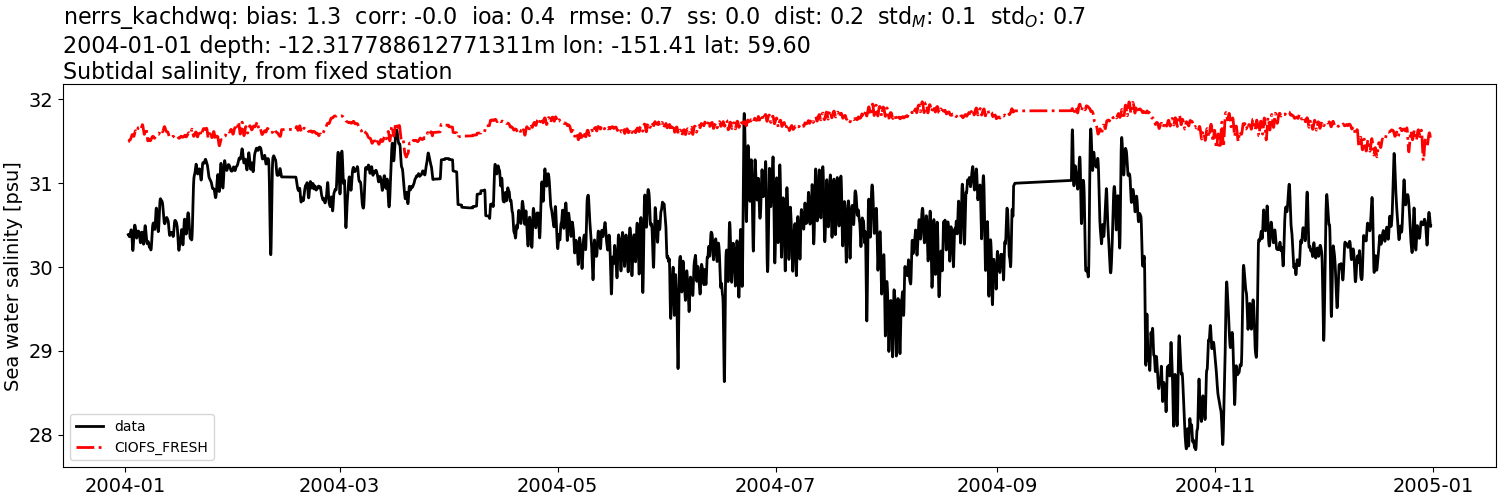 nerrs_kachdwq: bias: 1.3  corr: -0.0  ioa: 0.4  rmse: 0.7  ss: 0.0  dist: 0.2  std_M: 0.1  std_O: 0.7
2004-01-01 depth: -12.317788612771311m lon: -151.41 lat: 59.60
Subtidal salinity, from fixed station
Sea water salinity [psu]
32
31
30
29
28
data
CIOFS_FRESH
2004-01
2004-03
2004-05
2004-07
2004-09
2004-11
2005-01